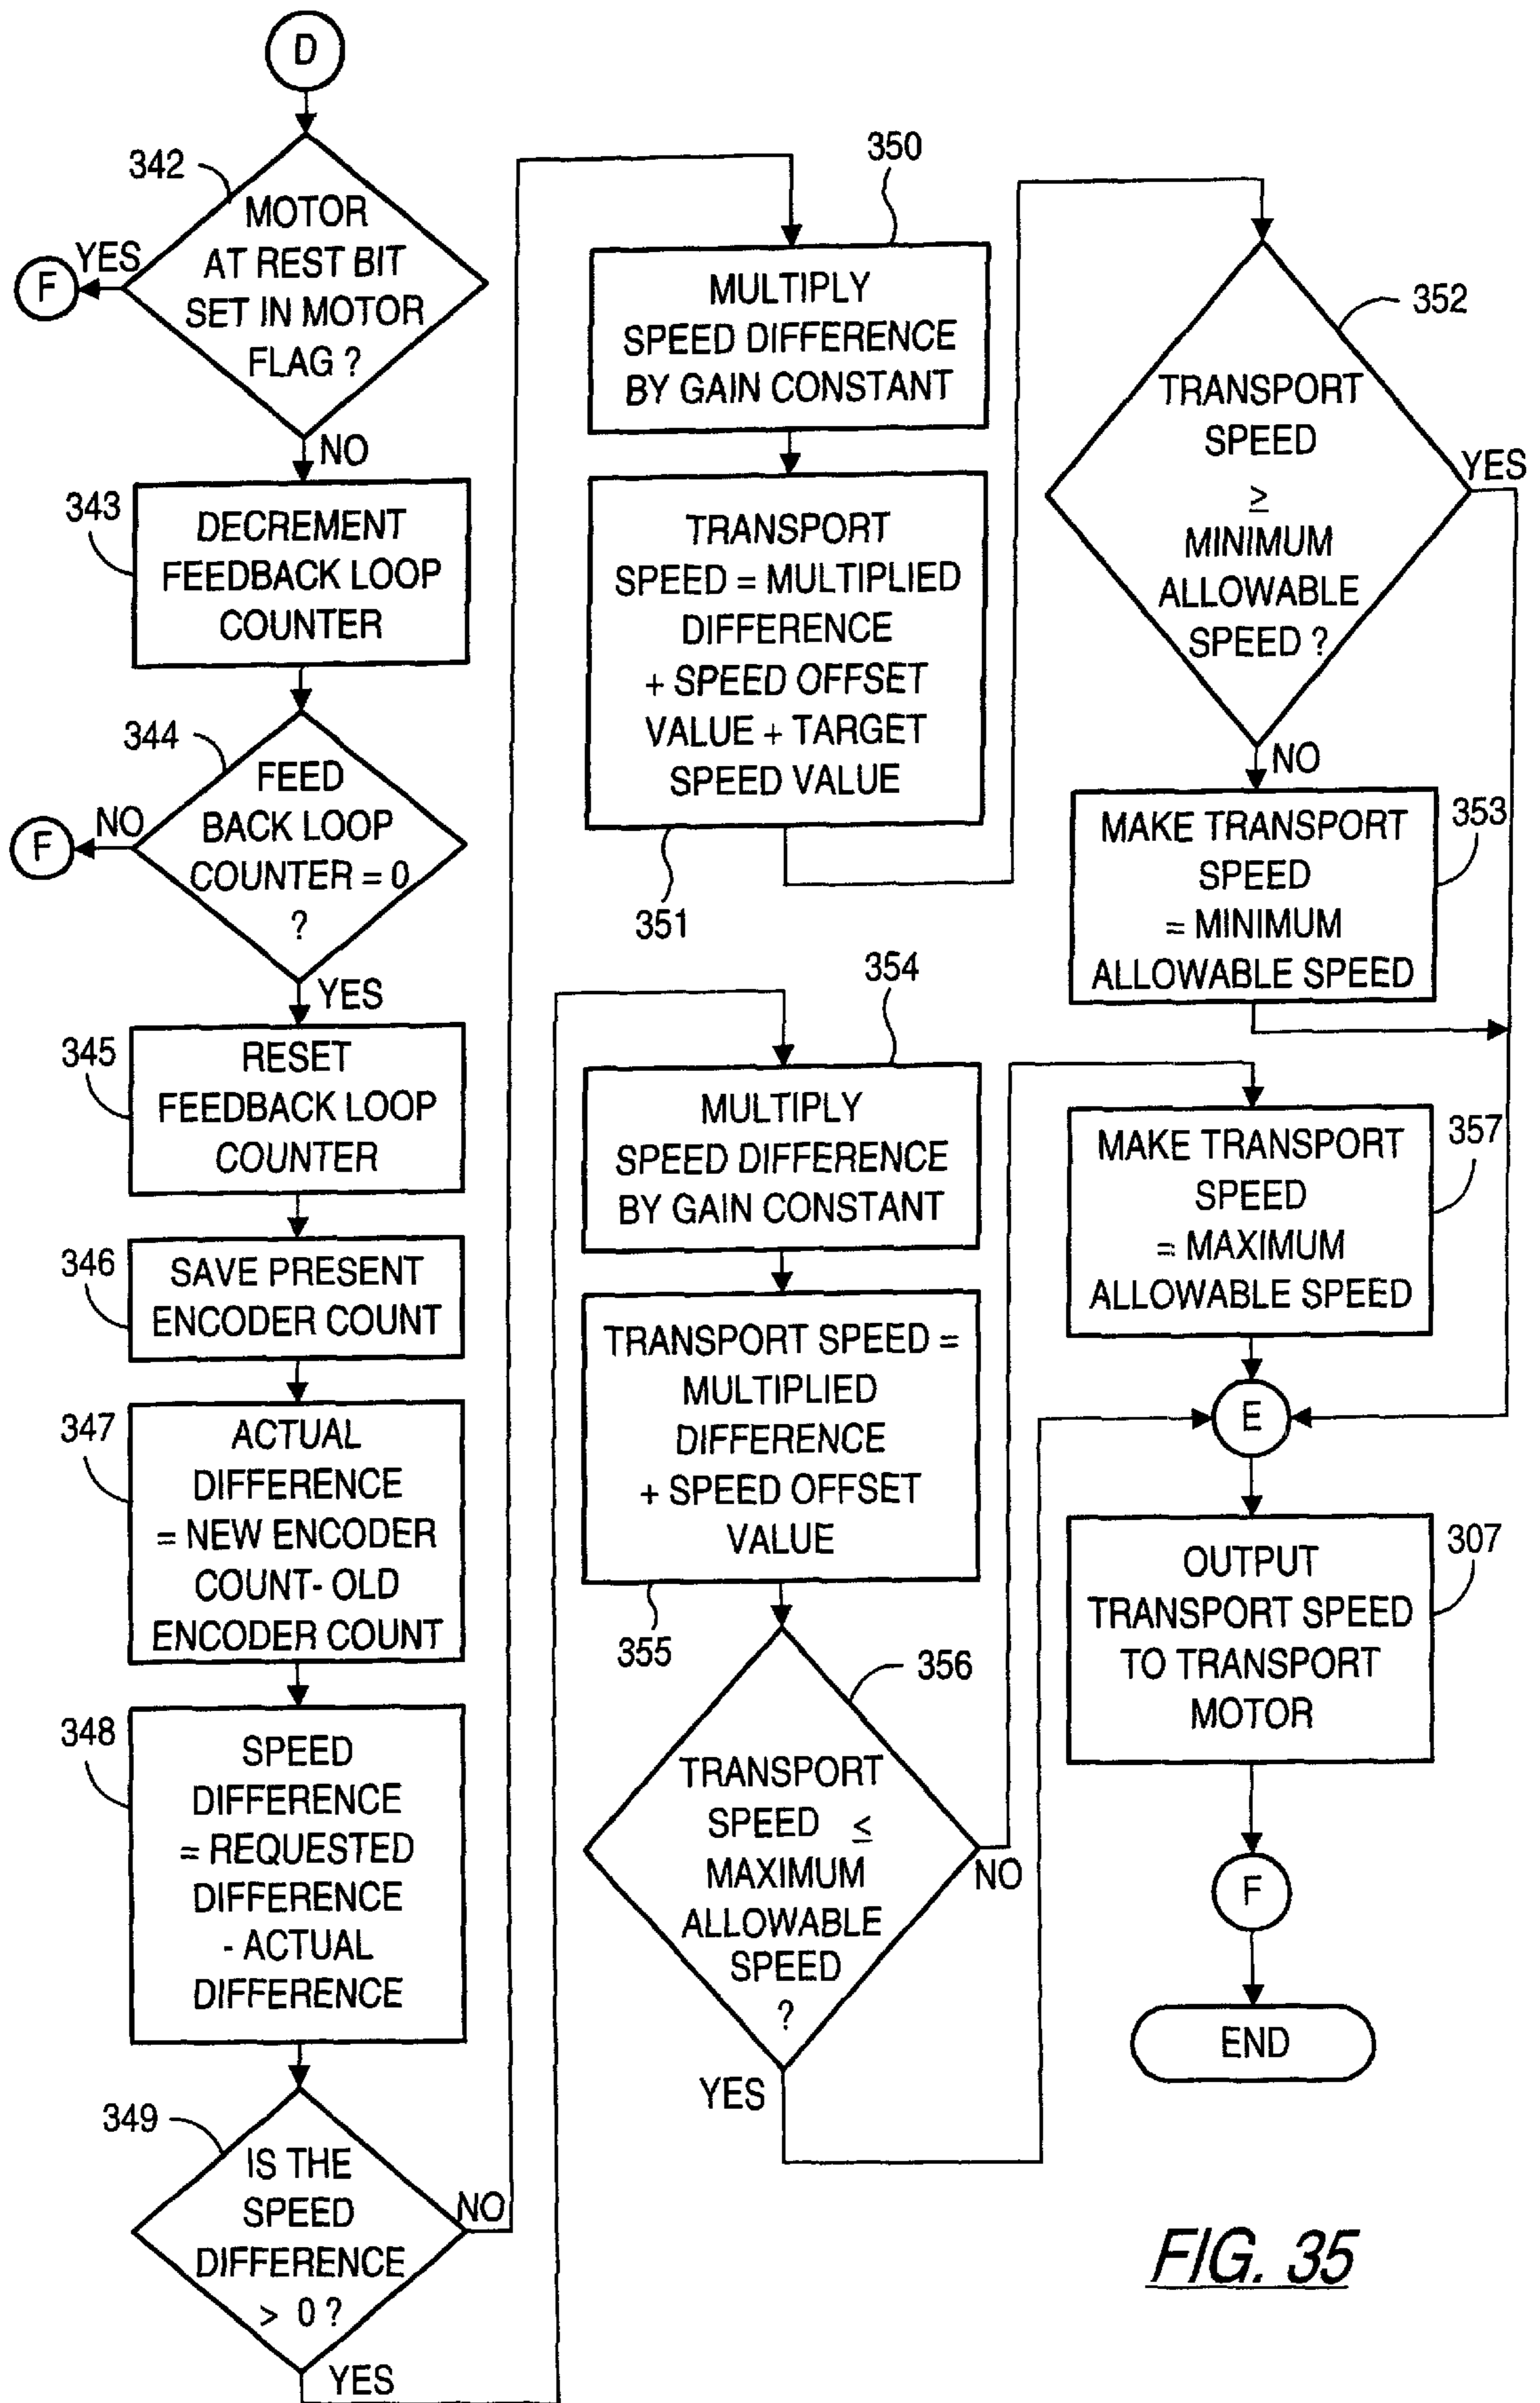 D
342
MOTOR
AT REST BIT
SET IN MOTOR
FLAG ?
YES
F
NO
343
DECREMENT
FEEDBACK LOOP
COUNTER
344
FEED
BACK LOOP
COUNTER = 0
?
NO
F
YES
345
RESET
FEEDBACK LOOP
COUNTER
346
SAVE PRESENT
ENCODER COUNT
347
ACTUAL
DIFFERENCE
= NEW ENCODER
COUNT- OLD
ENCODER COUNT
348
SPEED
DIFFERENCE
= REQUESTED
DIFFERENCE
- ACTUAL
DIFFERENCE
349
IS THE
SPEED
DIFFERENCE
> 0 ?
NO
YES
350
MULTIPLY
SPEED DIFFERENCE
BY GAIN CONSTANT
TRANSPORT
SPEED = MULTIPLIED
DIFFERENCE
+ SPEED OFFSET
VALUE + TARGET
SPEED VALUE
351
354
MULTIPLY
SPEED DIFFERENCE
BY GAIN CONSTANT
TRANSPORT SPEED =
MULTIPLIED
DIFFERENCE
+ SPEED OFFSET
VALUE
355
356
TRANSPORT
SPEED ≤
MAXIMUM
ALLOWABLE
SPEED
?
NO
YES
352
TRANSPORT
SPEED
≥
MINIMUM
ALLOWABLE
SPEED ?
YES
NO
353
MAKE TRANSPORT
SPEED
= MINIMUM
ALLOWABLE SPEED
357
MAKE TRANSPORT
SPEED
= MAXIMUM
ALLOWABLE SPEED
E
307
OUTPUT
TRANSPORT SPEED
TO TRANSPORT
MOTOR
F
END
FIG. 35